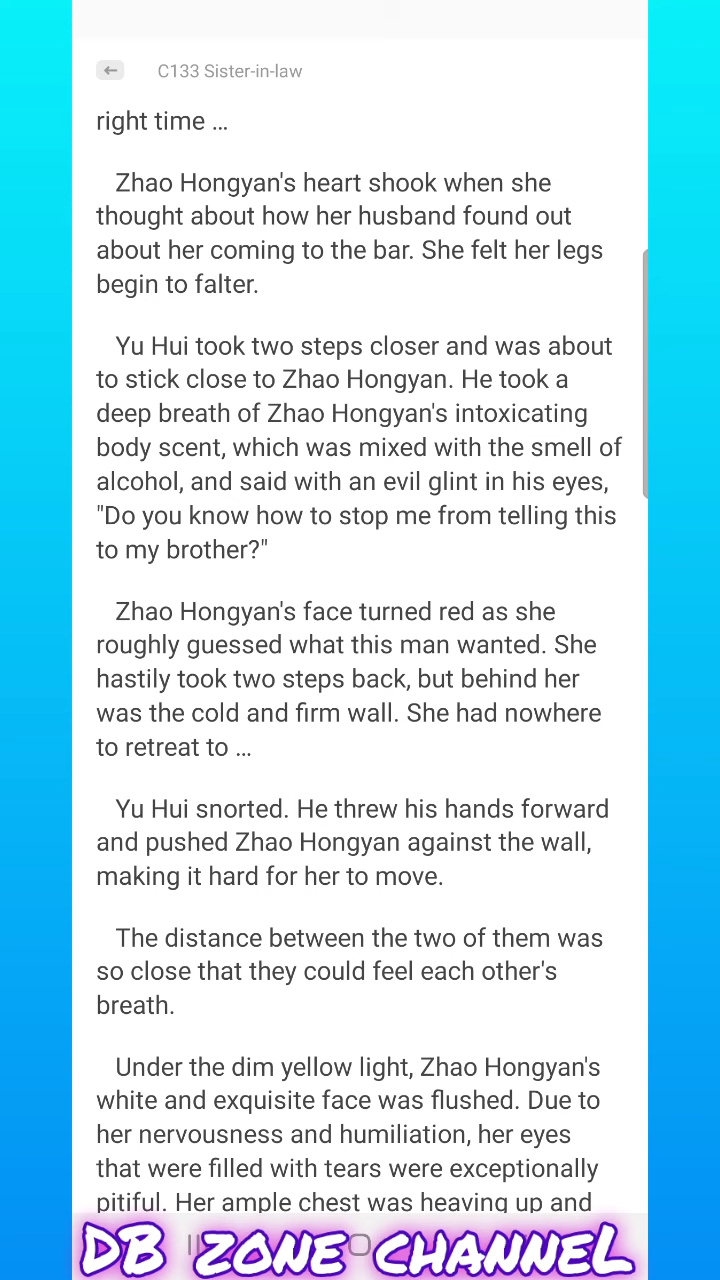 C133 Sister-in-law
right time ...
Zhao Hongyan's heart shook when she
thought about how her husband found out
about her coming to the bar. She felt her legs
begin to falter.
Yu Hui took two steps closer and was about
to stick close to Zhao Hongyan. He took a
deep breath of Zhao Hongyan's intoxicating
body scent, which was mixed with the smell of
alcohol, and said with an evil glint in his eyes,
"Do you know how to stop me from telling this
to my brother?"
Zhao Hongyan's face turned red as she
roughly guessed what this man wanted. She
hastily took two steps back, but behind her
was the cold and firm wall. She had nowhere
to retreat to ...
Yu Hui snorted. He threw his hands forward
and pushed Zhao Hongyan against the wall,
making it hard for her to move.
The distance between the two of them was
so close that they could feel each other's
breath.
Under the dim yellow light, Zhao Hongyan's
white and exquisite face was flushed. Due to
her nervousness and humiliation, her eyes
that were filled with tears were exceptionally
pitiful. Her ample chest was heaving up and
DB ZONE CHANNEL